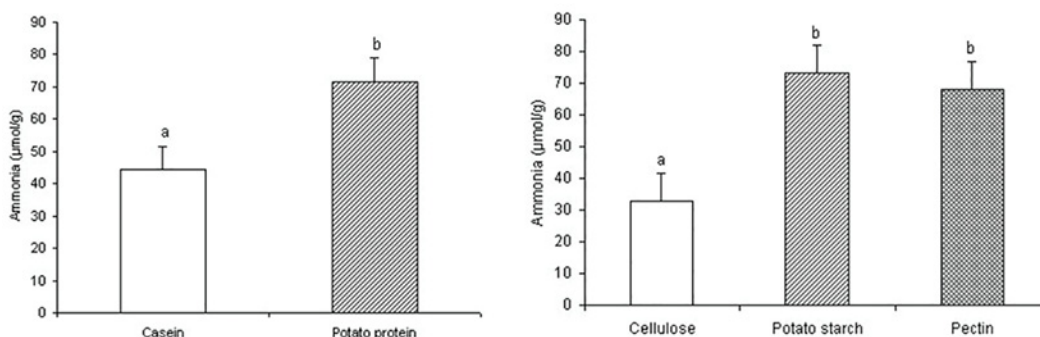 90
80
70
60
50
40
30
20
10
0
Ammonia (µmol/g)
a
b
Casein
Potato protein
90
80
70
60
50
40
30
20
10
0
Ammonia (µmol/g)
a
b
b
Cellulose
Potato starch
Pectin